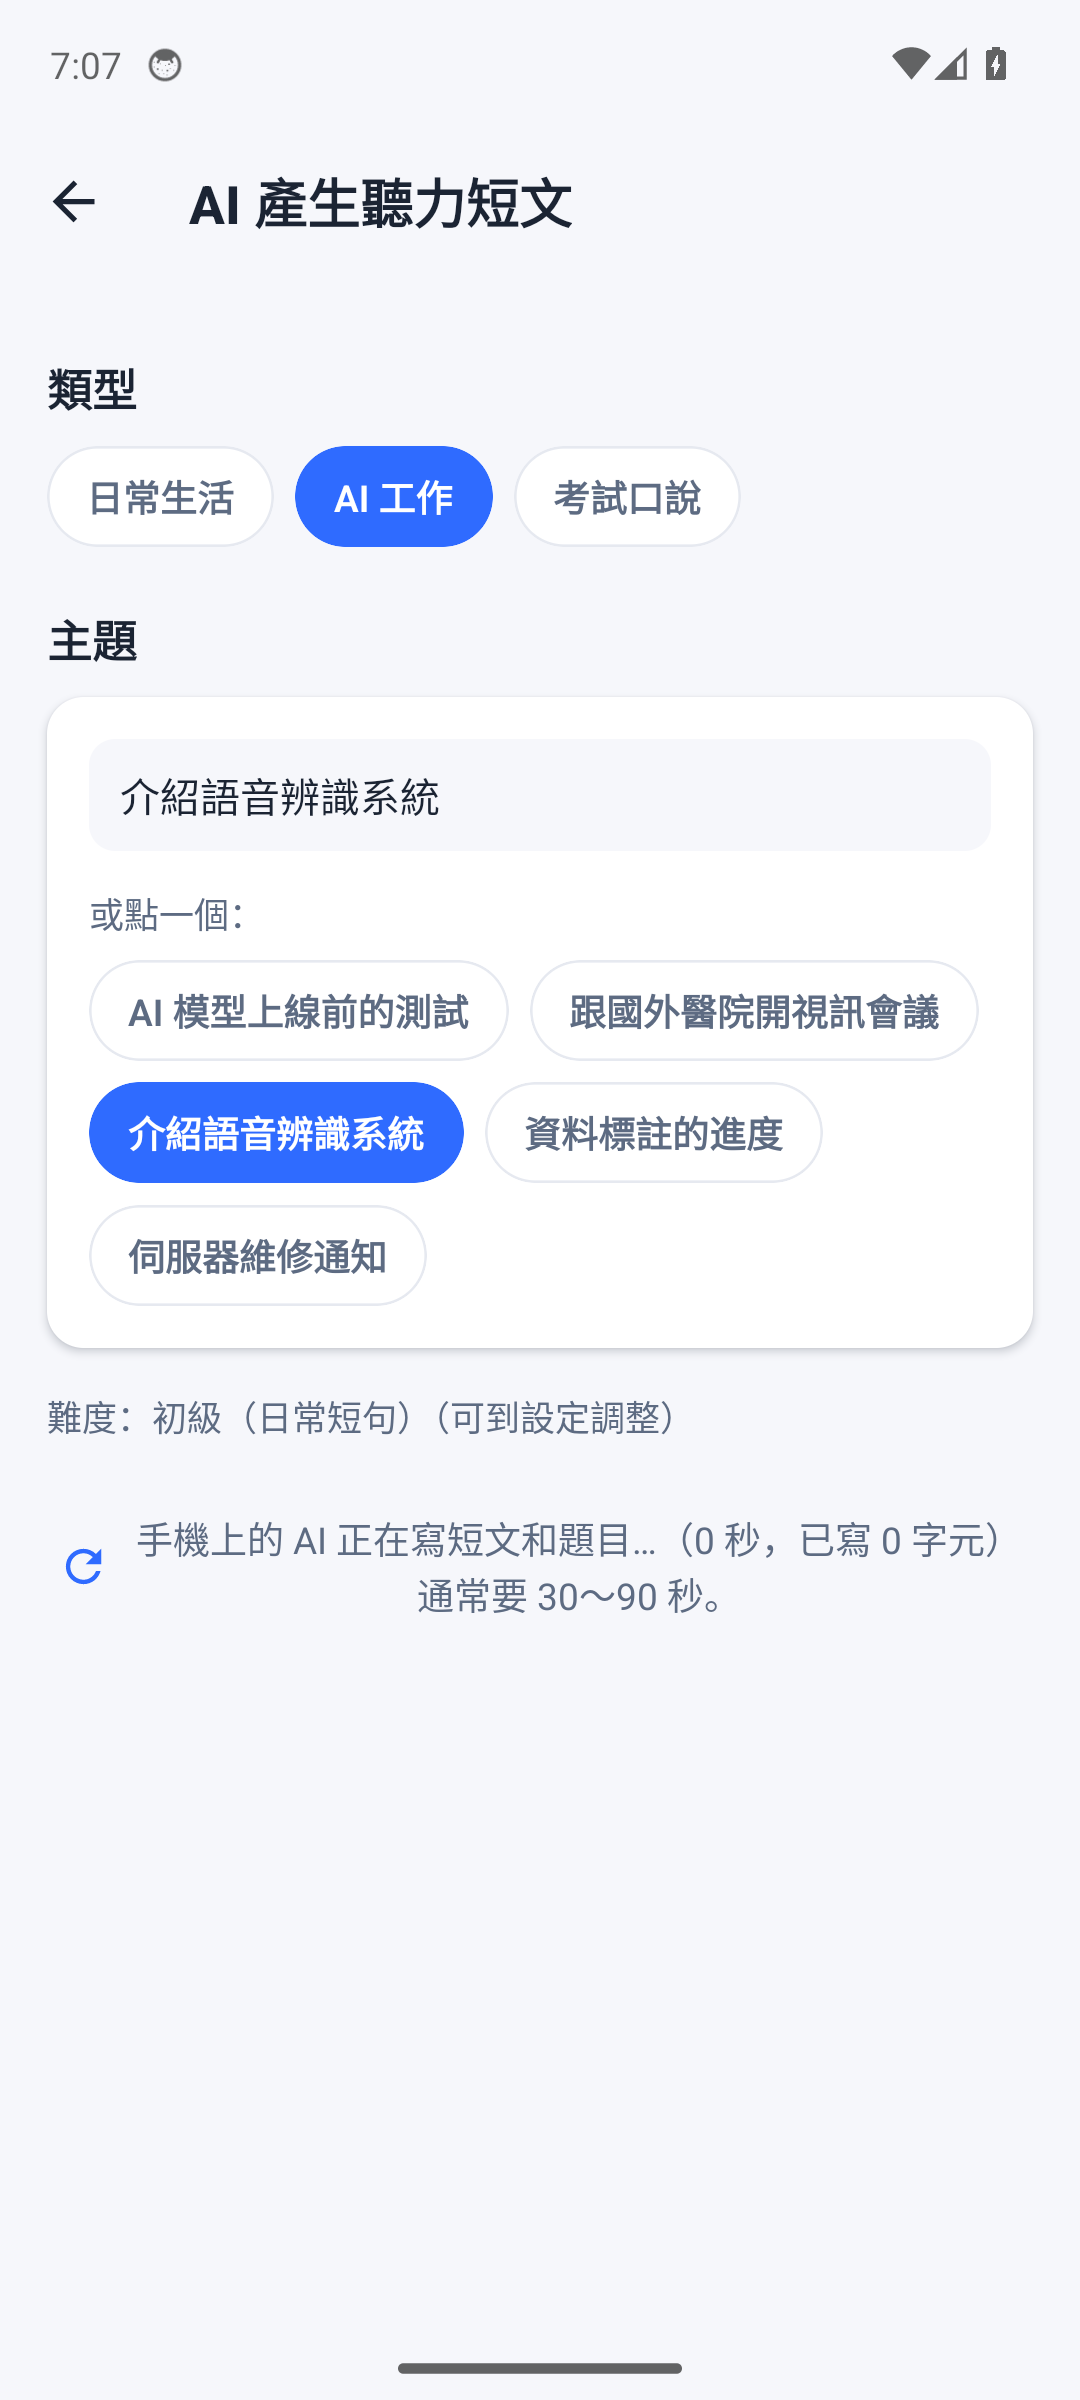 7:07
AI 產生聽力短文
類型
日常生活
AI 工作
考試口說
主題
介紹語音辨識系統
或點一個：
AI 模型上線前的測試
跟國外醫院開視訊會議
介紹語音辨識系統
資料標註的進度
伺服器維修通知
難度：初級（日常短句）（可到設定調整）
手機上的 AI 正在寫短文和題目…（0 秒，已寫 0 字元）
通常要 30～90 秒。